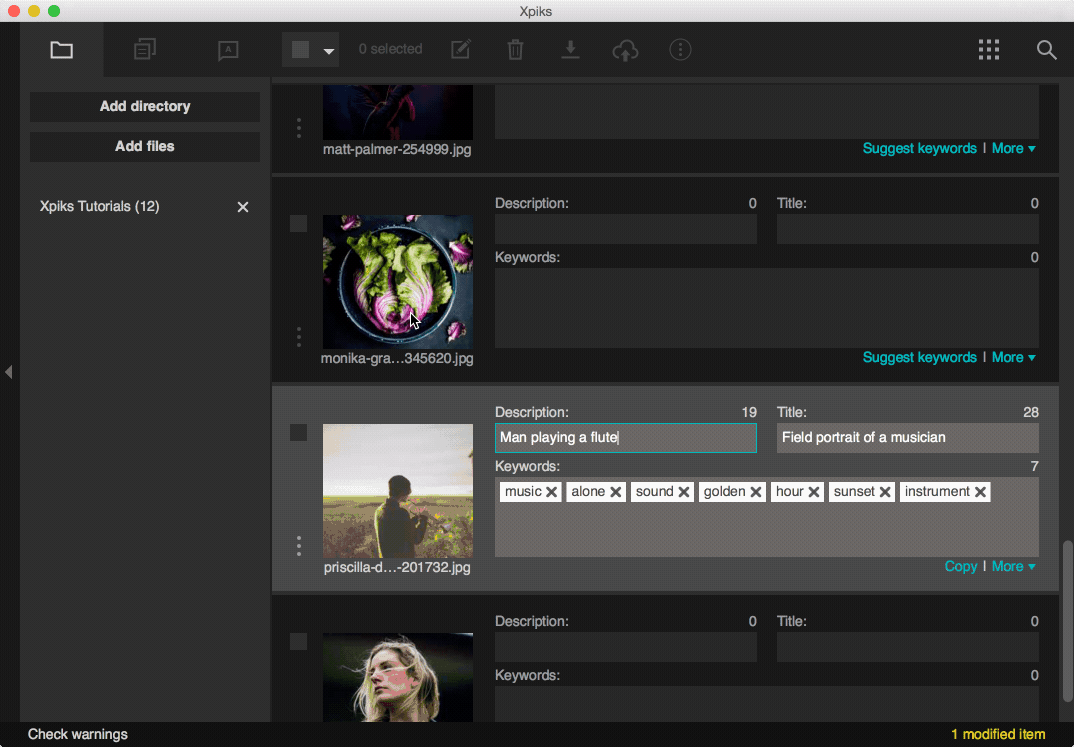 Xpiks
0 selected
Add directory
Add files
Xpiks Tutorials (12)
matt-palmer-254999.jpg
Suggest keywords | More
Description: 0 Title: 0
Keywords: 0
monika-gra...345620.jpg
Suggest keywords | More
Description: 19 Title: 28
Man playing a flute Field portrait of a musician
Keywords: 7
music alone sound golden hour sunset instrument
priscilla-d...-201732.jpg
Copy | More
Description: 0 Title: 0
Keywords: 0
Check warnings 1 modified item